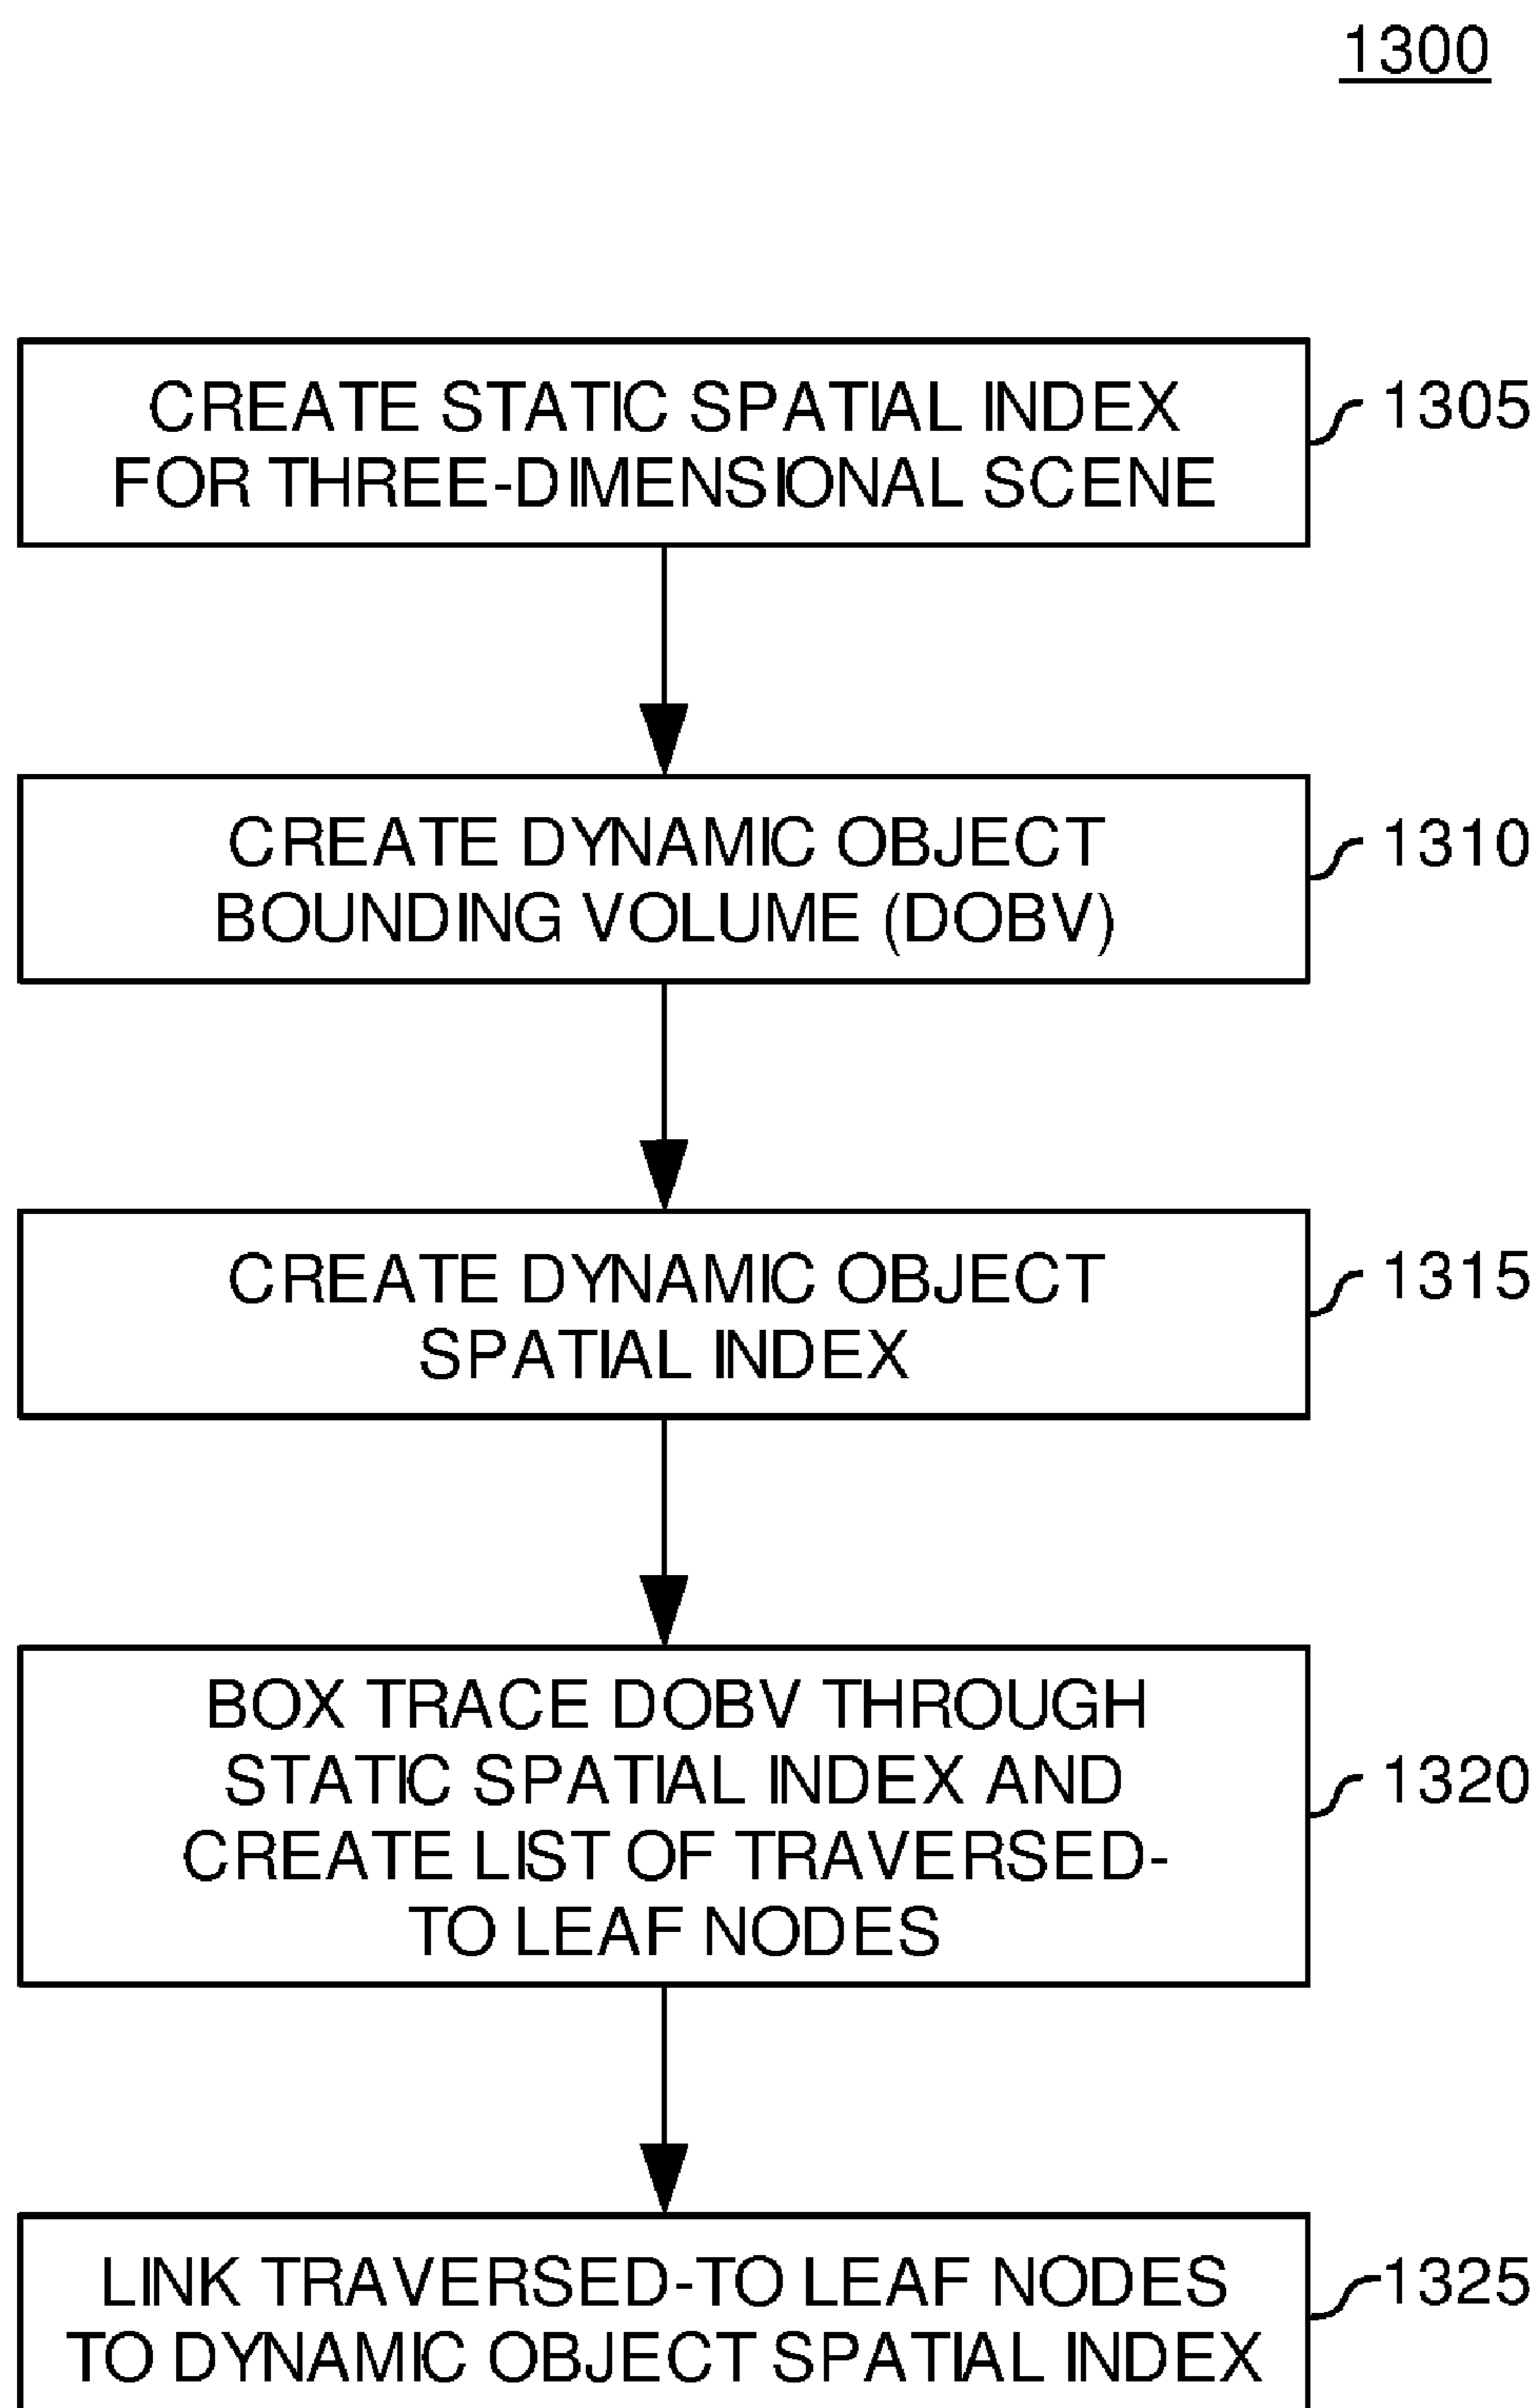 1300
CREATE STATIC SPATIAL INDEX
FOR THREE-DIMENSIONAL SCENE
1305
CREATE DYNAMIC OBJECT
BOUNDING VOLUME (DOBV)
1310
CREATE DYNAMIC OBJECT
SPATIAL INDEX
1315
BOX TRACE DOBV THROUGH
STATIC SPATIAL INDEX AND
CREATE LIST OF TRAVERSED-
TO LEAF NODES
1320
LINK TRAVERSED-TO LEAF NODES
TO DYNAMIC OBJECT SPATIAL INDEX
1325